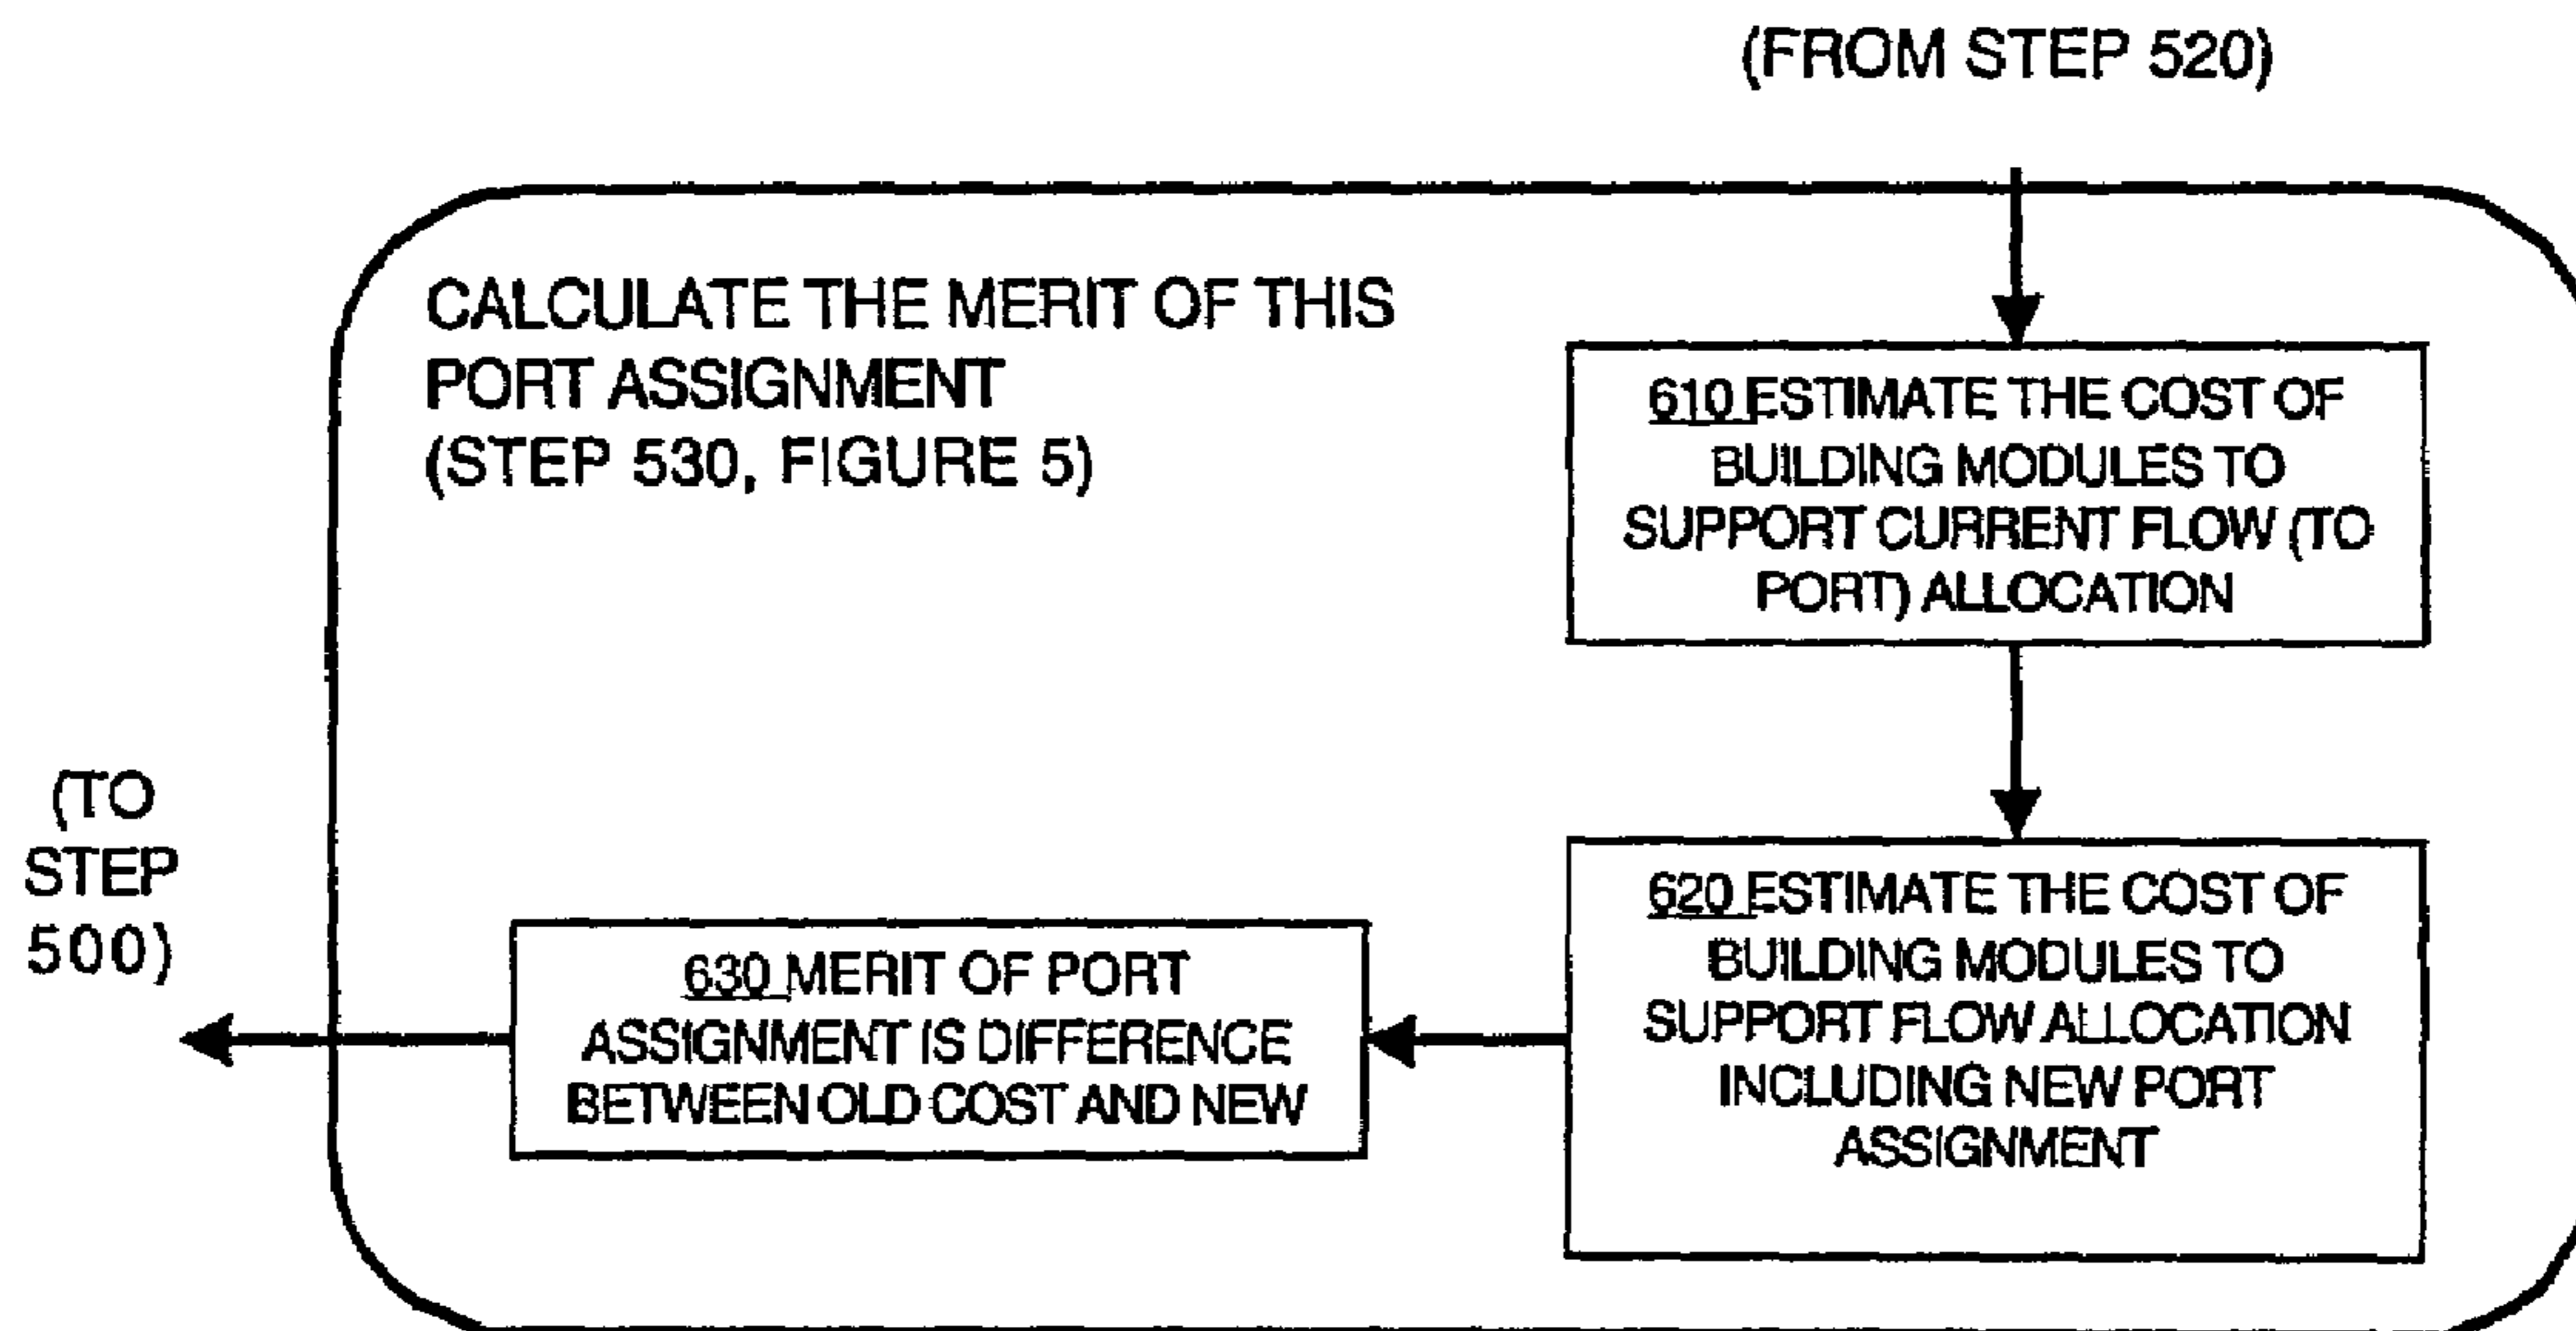 (FROM STEP 520)
CALCULATE THE MERIT OF THIS
PORT ASSIGNMENT
(STEP 530, FIGURE 5)
610 ESTIMATE THE COST OF
BUILDING MODULES TO
SUPPORT CURRENT FLOW (TO
PORT) ALLOCATION
620 ESTIMATE THE COST OF
BUILDING MODULES TO
SUPPORT FLOW ALLOCATION
INCLUDING NEW PORT
ASSIGNMENT
630 MERIT OF PORT
ASSIGNMENT IS DIFFERENCE
BETWEEN OLD COST AND NEW
(TO
STEP
500)